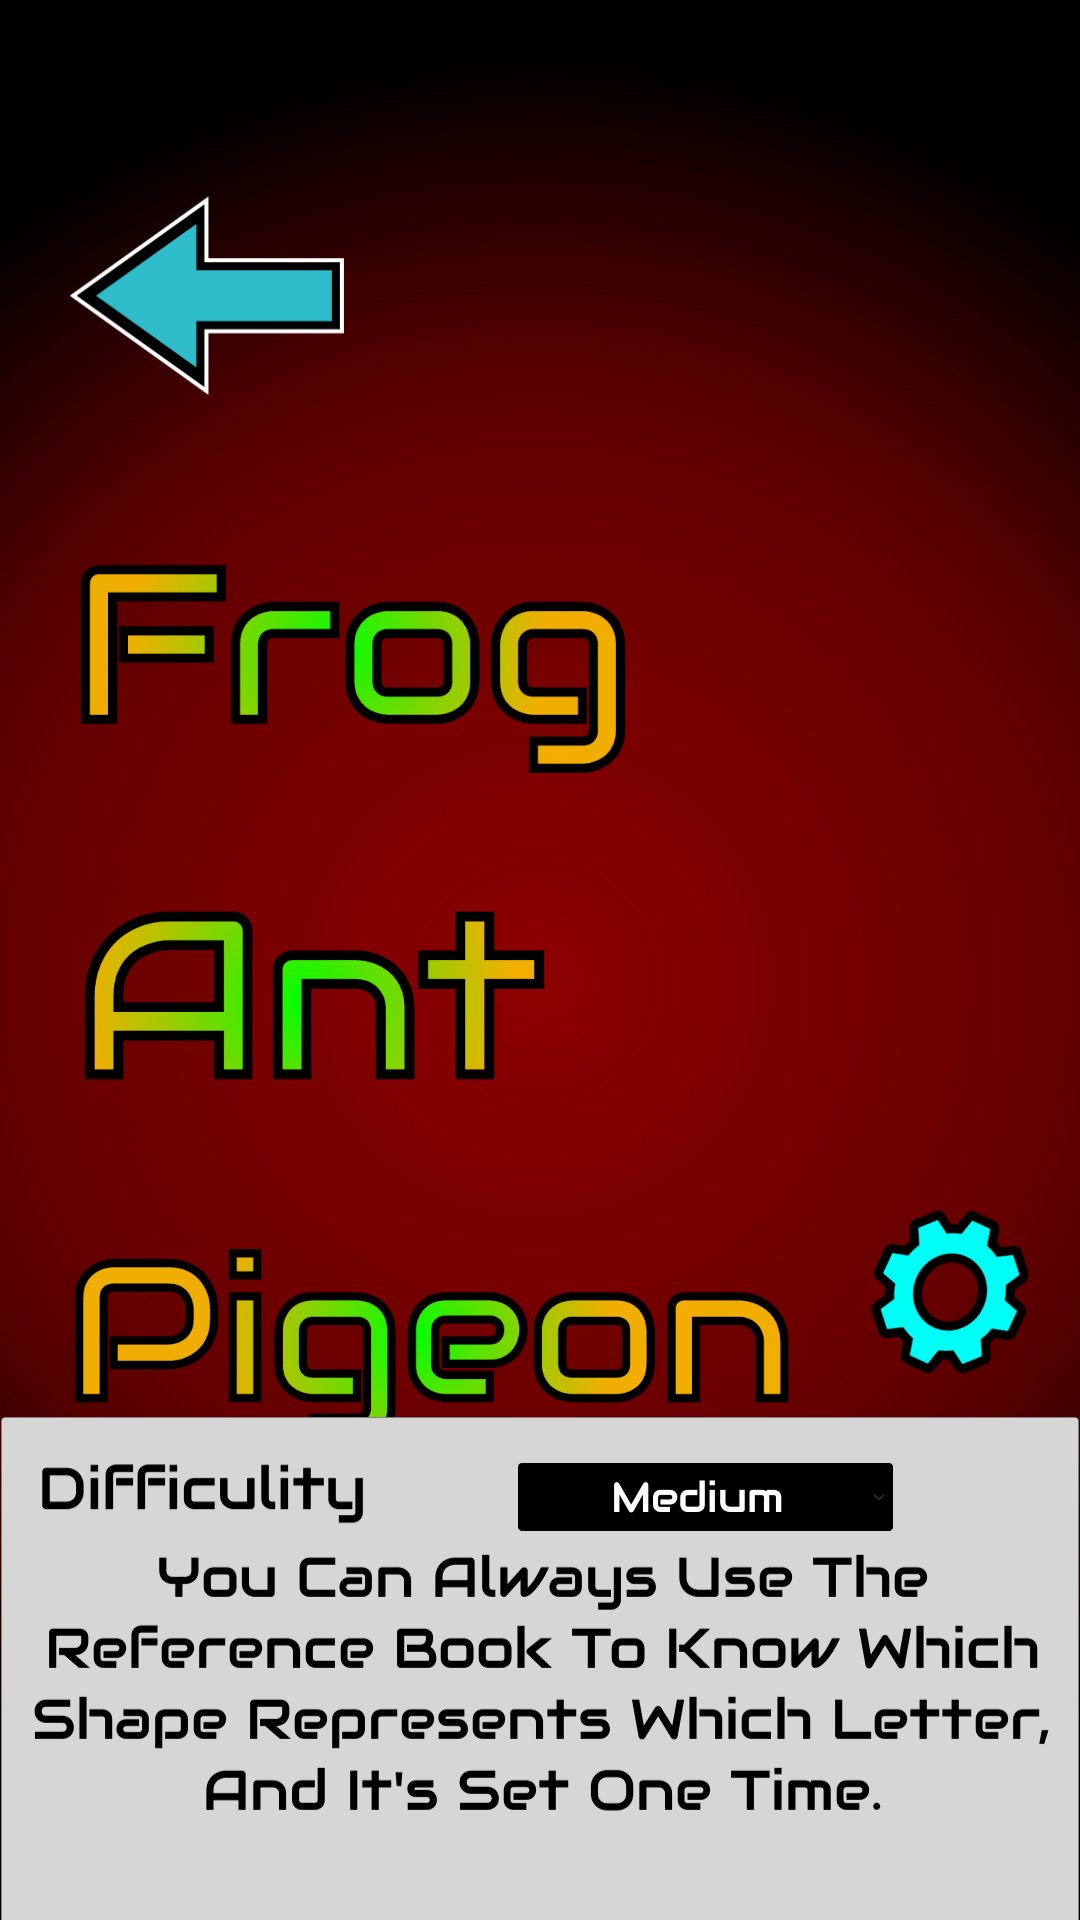 Frog
Ant
Pigeon
Difficulity
Medium
You Can Always Use The
Reference Book To Know Which
Shape Represents Which Letter,
And It's Set One Time.